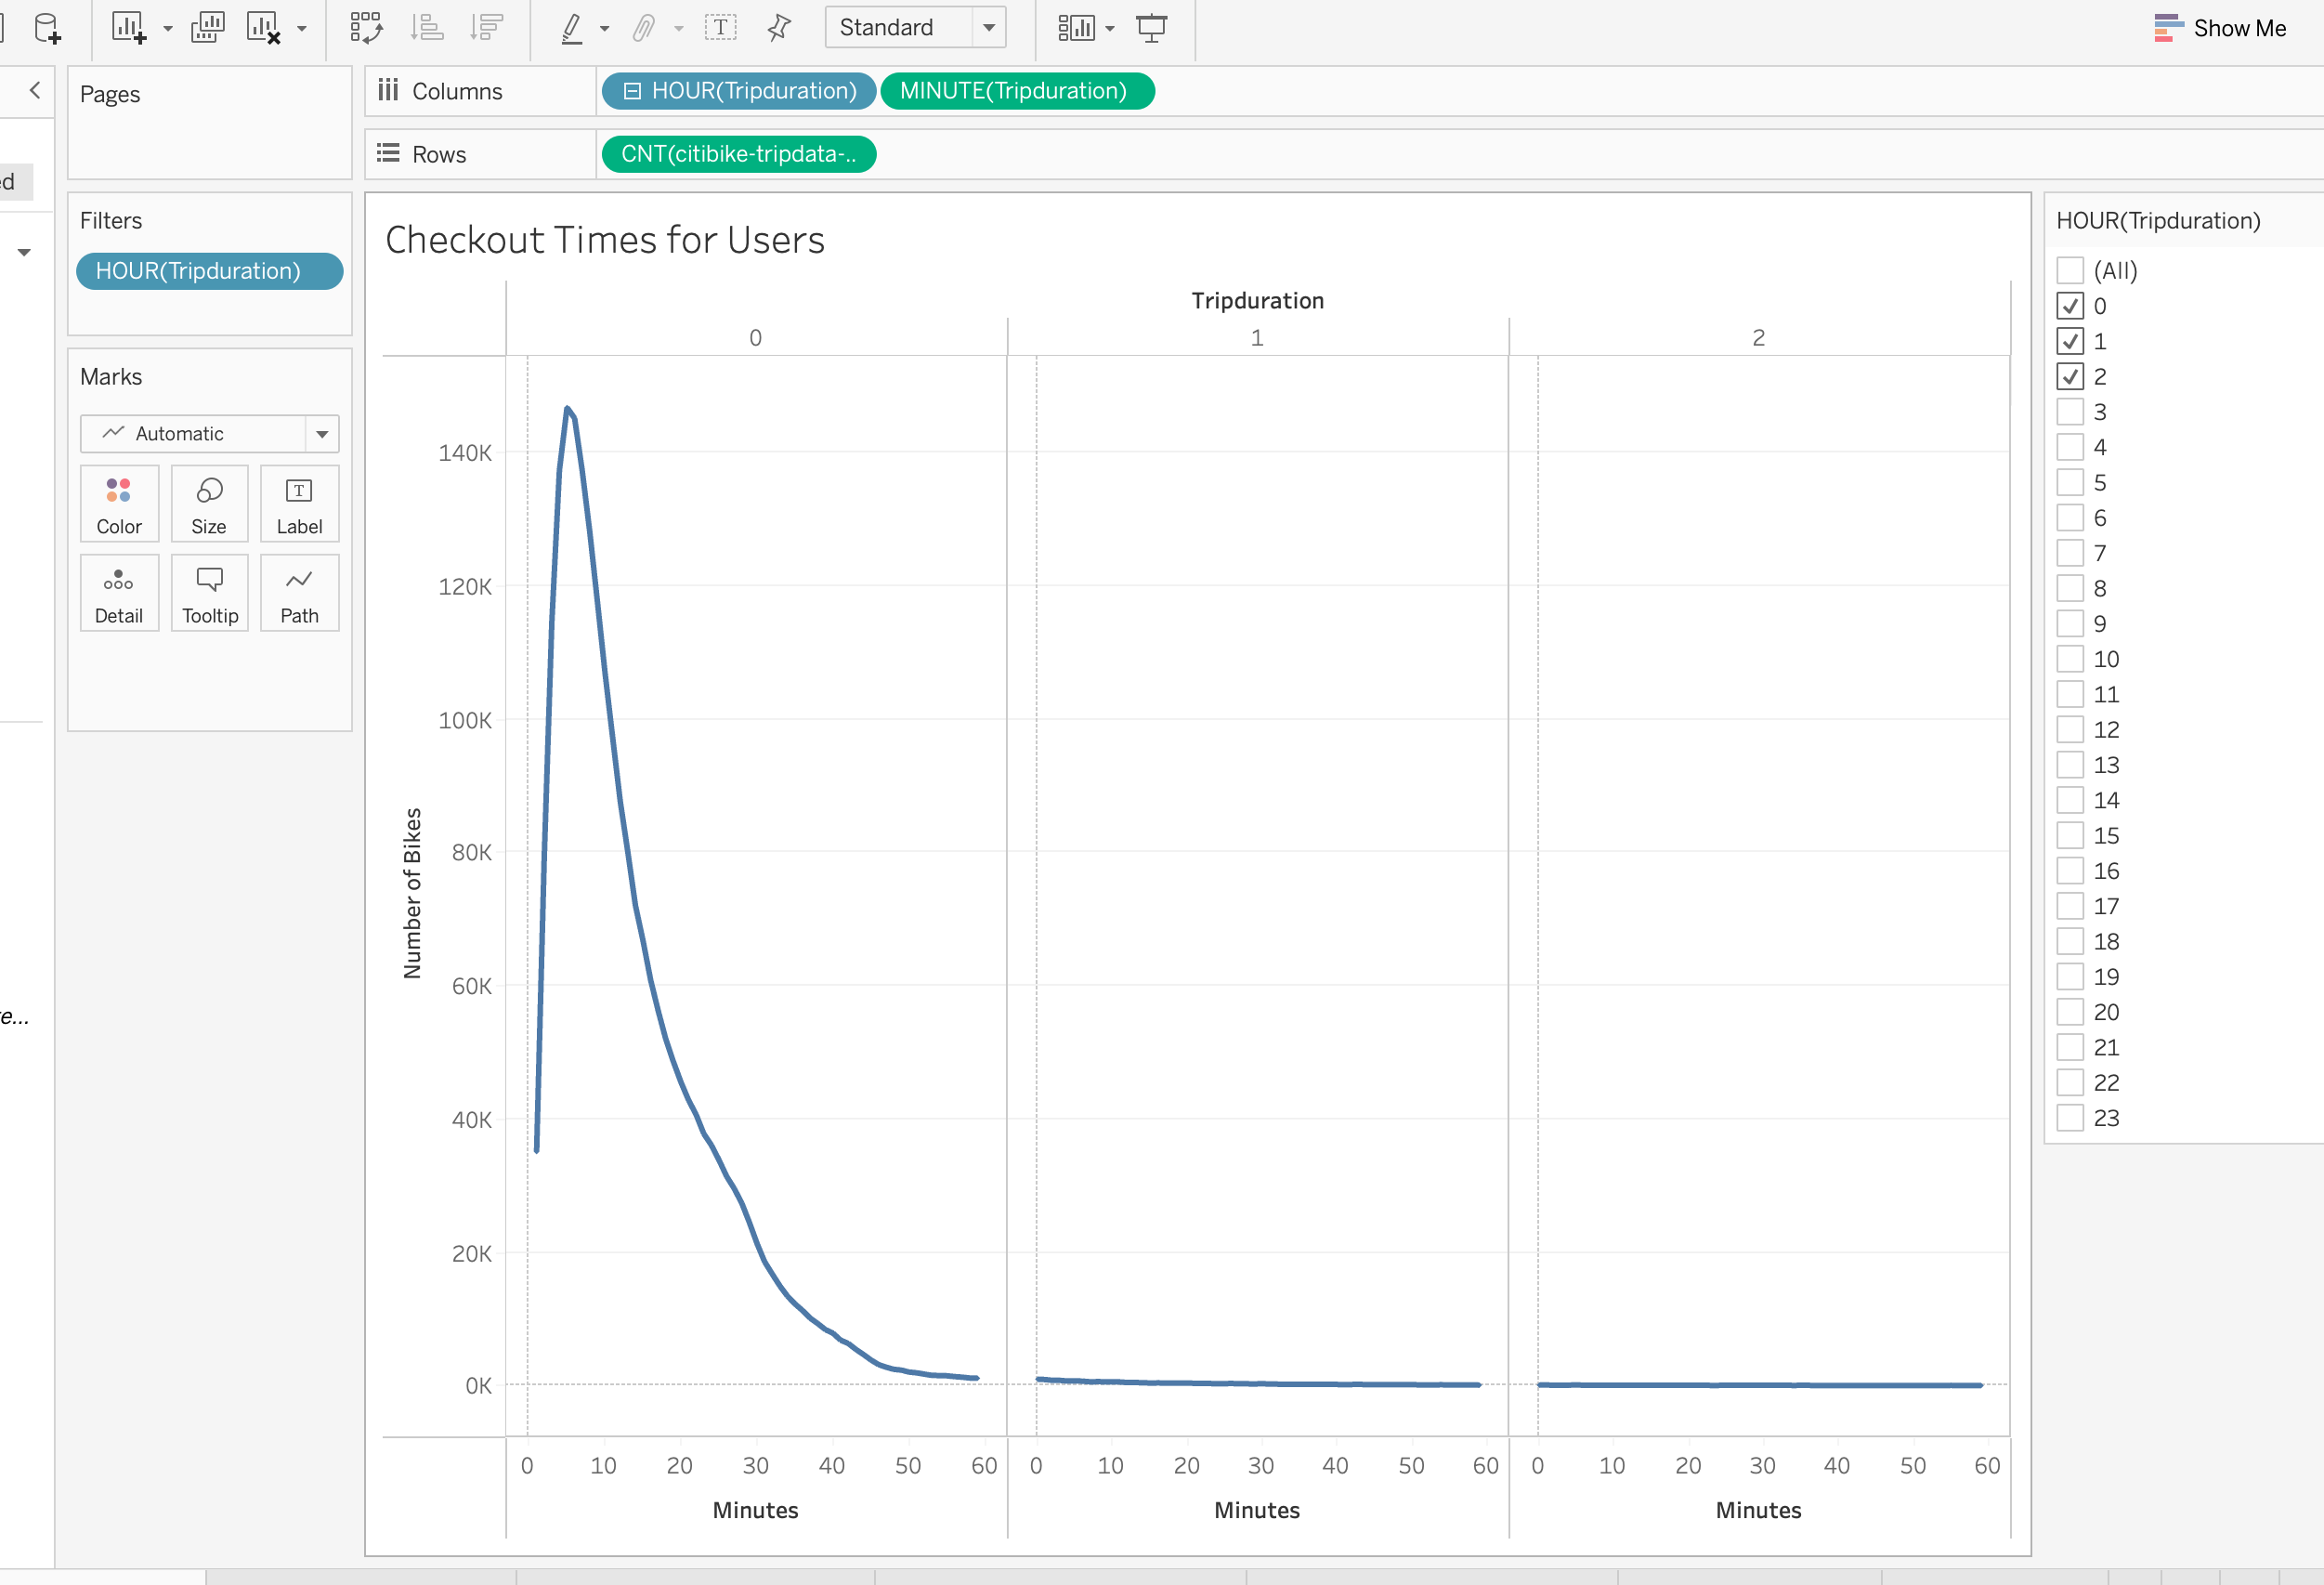 Standard
Show Me
ed
e...
Pages
Filters
HOUR(Tripduration)
Marks
Automatic
Color Size Label
Detail Tooltip Path
Columns HOUR(Tripduration) MINUTE(Tripduration)
Rows CNT(citibike-tripdata-..
Checkout Times for Users
Tripduration
0 1 2
Number of Bikes
140K
120K
100K
80K
60K
40K
20K
0K
0 10 20 30 40 50 60 0 10 20 30 40 50 60 0 10 20 30 40 50 60
Minutes Minutes Minutes
HOUR(Tripduration)
(All)
0
1
2
3
4
5
6
7
8
9
10
11
12
13
14
15
16
17
18
19
20
21
22
23